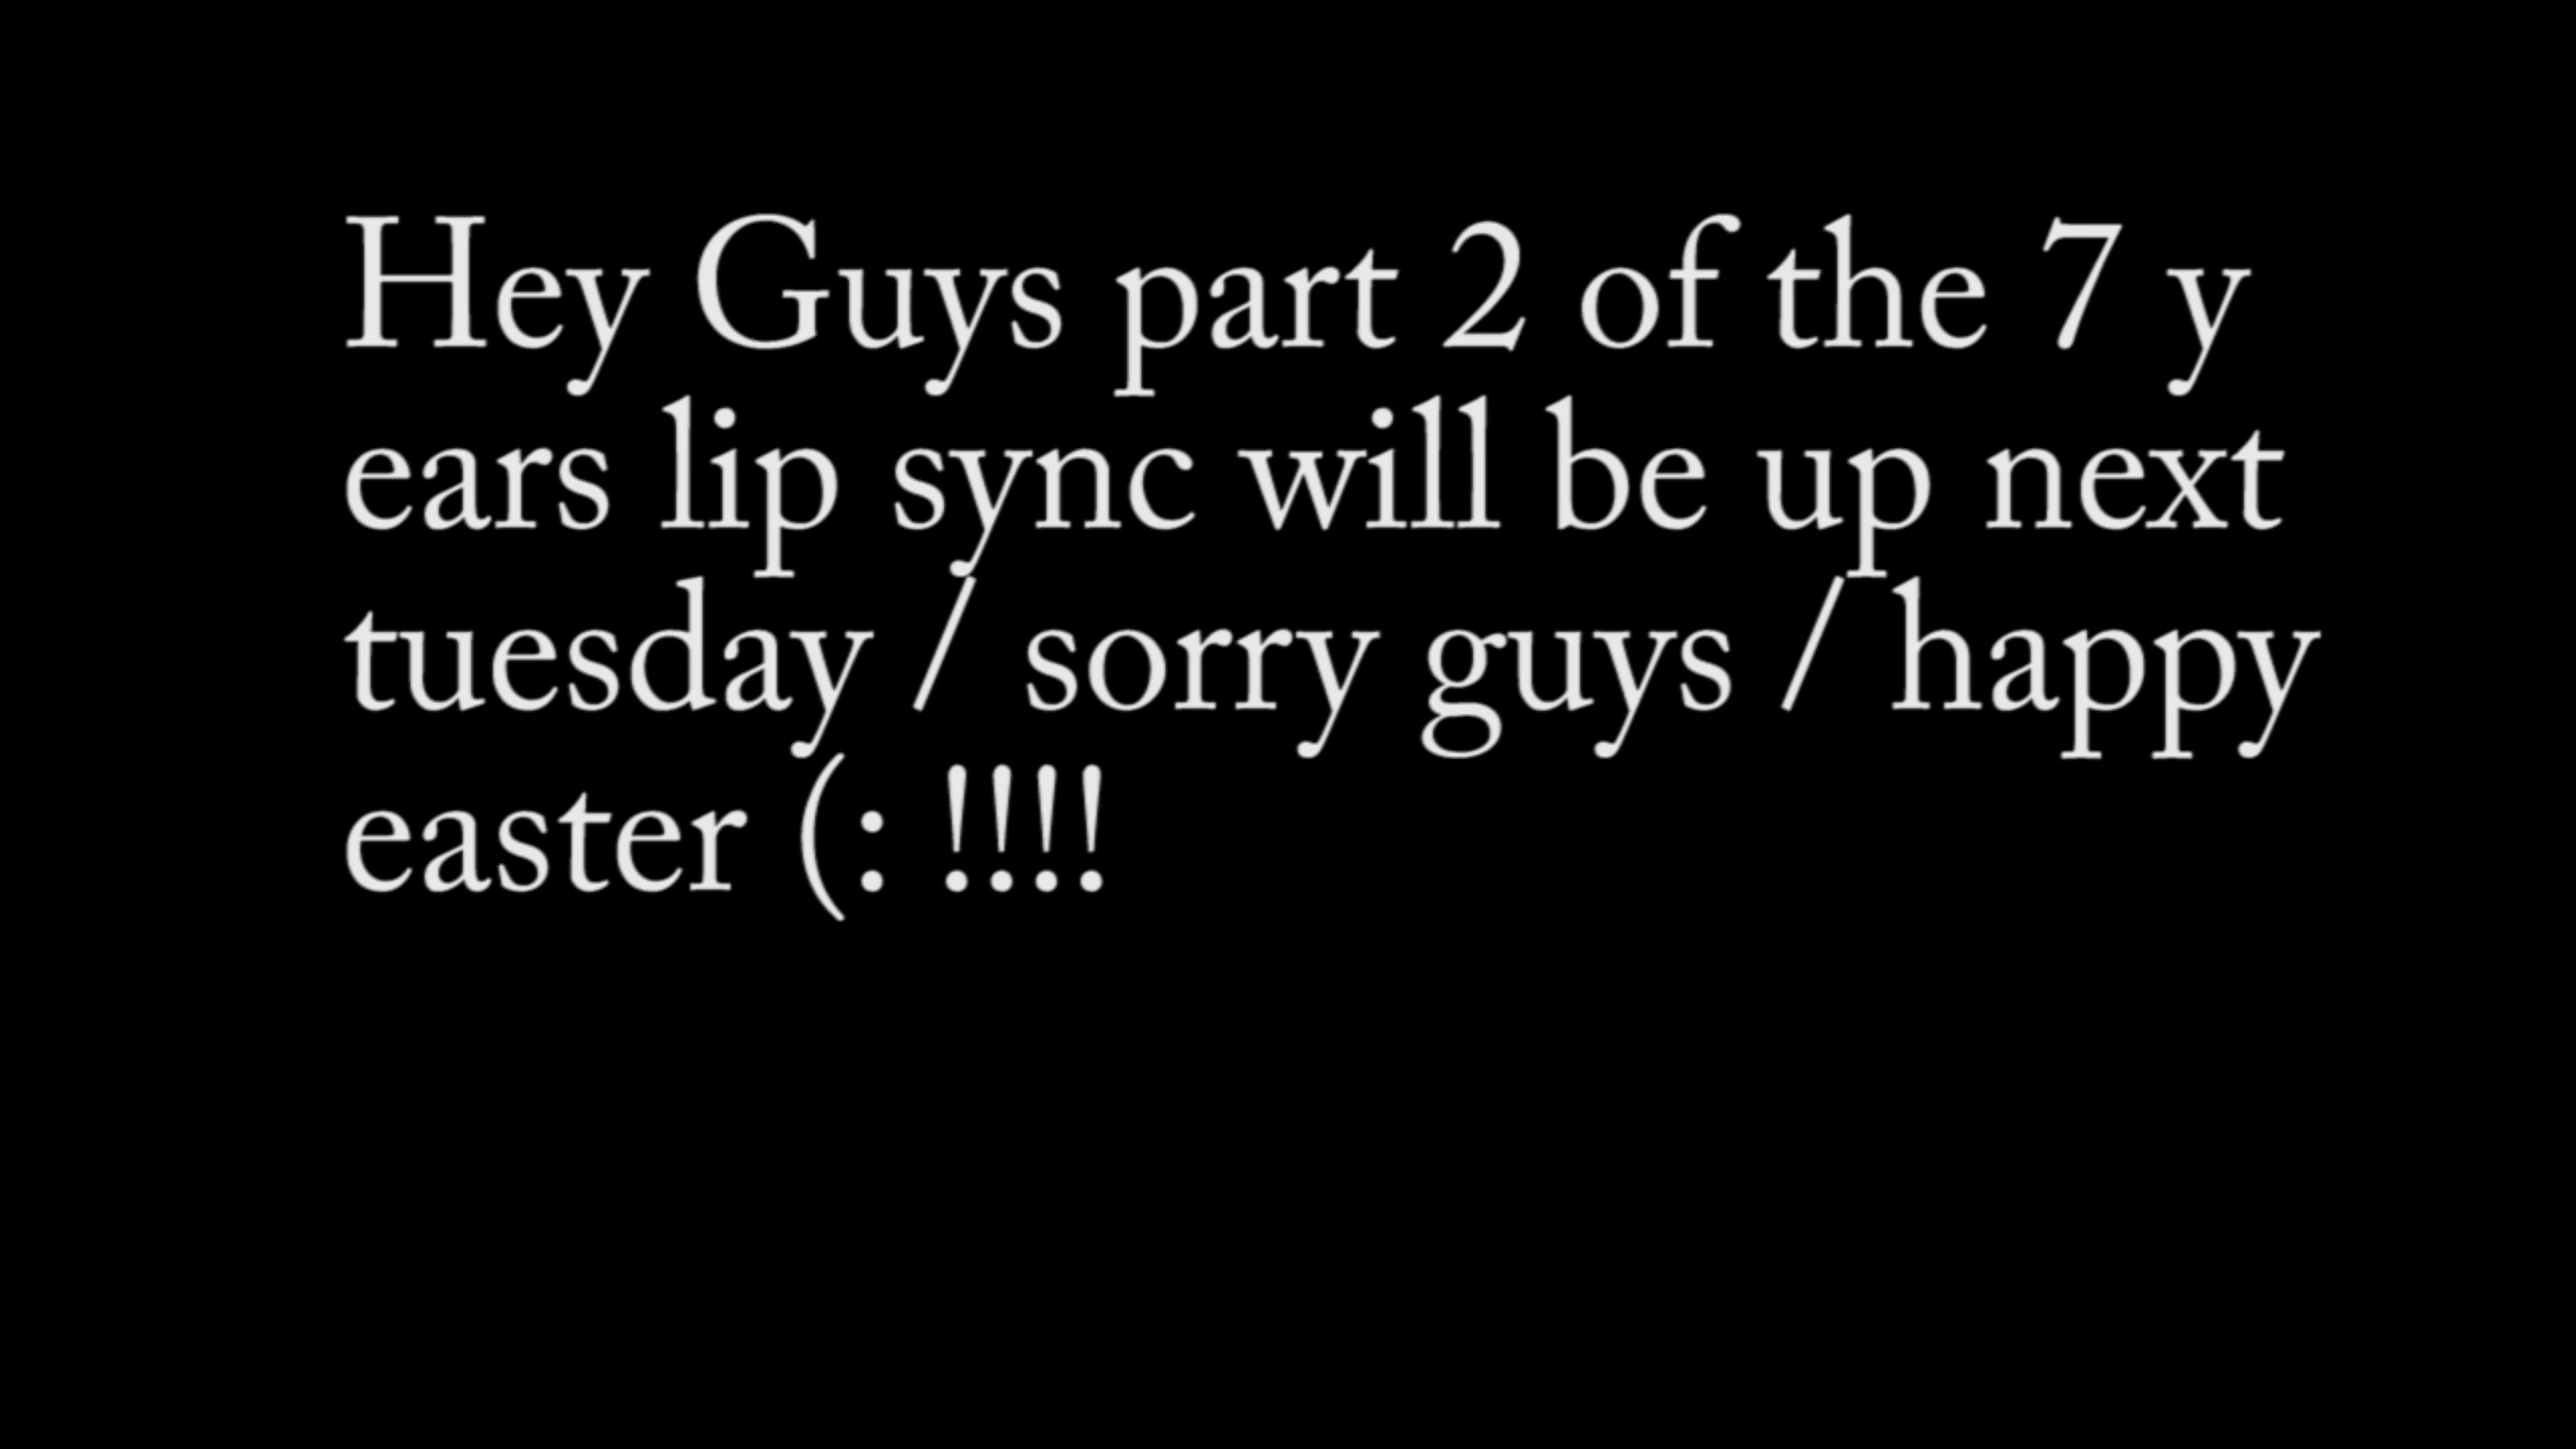 Hey Guys part 2 of the 7 y
ears lip sync will be up next
tuesday / sorry guys / happy
easter (: !!!!